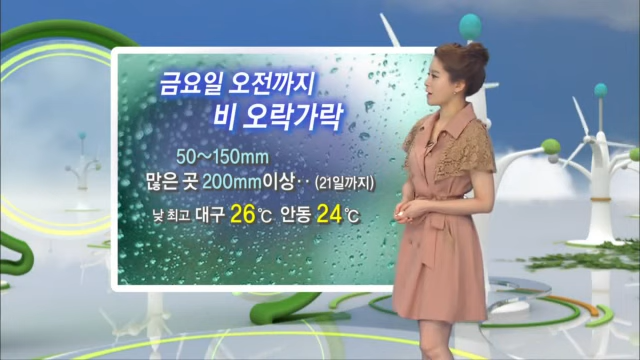 금요일 오전까지
비 오락가락
50~150mm
많은 곳 200mm이상‥ (21일까지)
낮 최고 대구 26℃ 안동 24℃